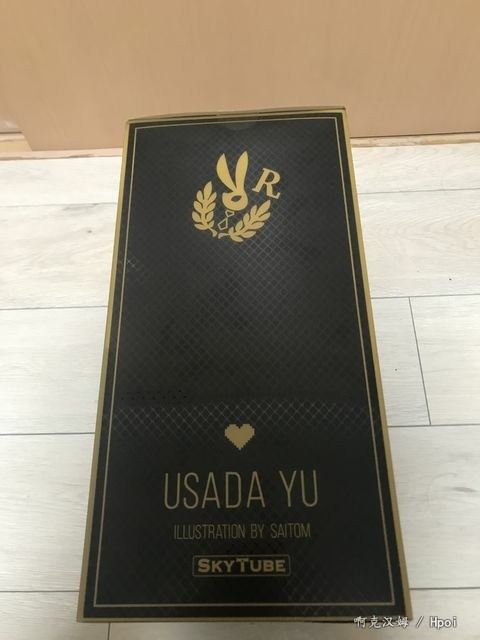 R
USADA YU
ILLUSTRATION BY SAITOM
SKYTUBE
啊克汉姆 / Hpoi